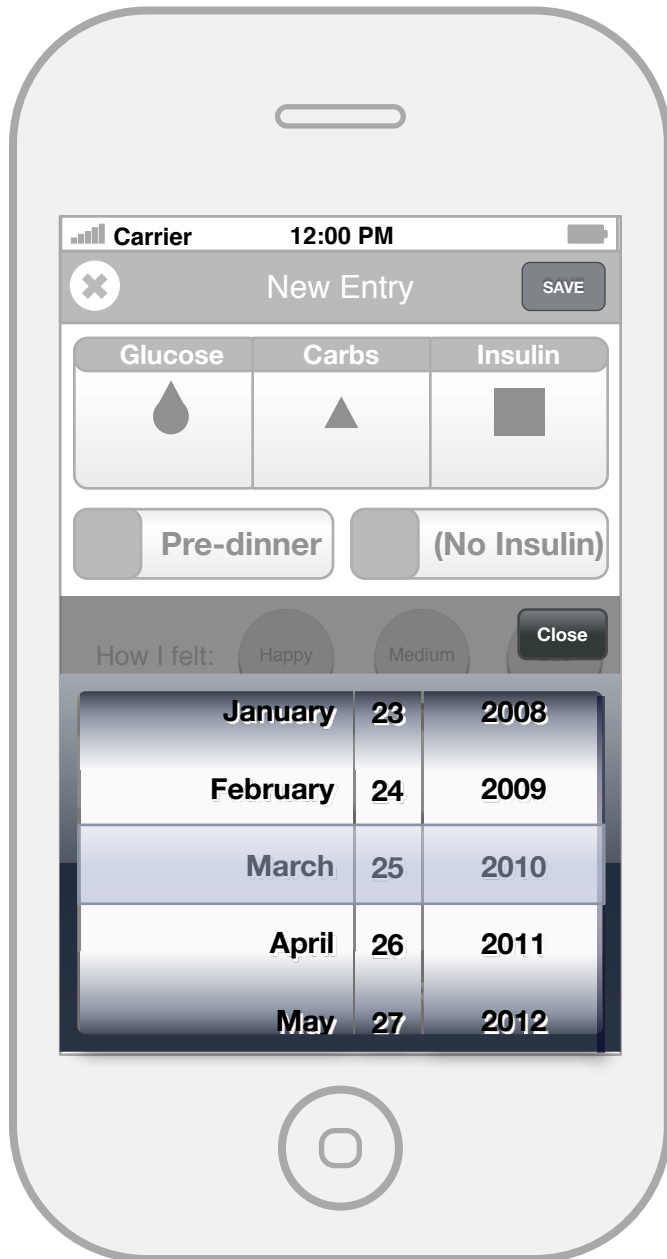 Carrier 12:00 PM
New Entry SAVE
Glucose Carbs Insulin
Pre-dinner (No Insulin)
Close
How I felt: Happy Medium
January 23 2008
February 24 2009
March 25 2010
April 26 2011
May 27 2012